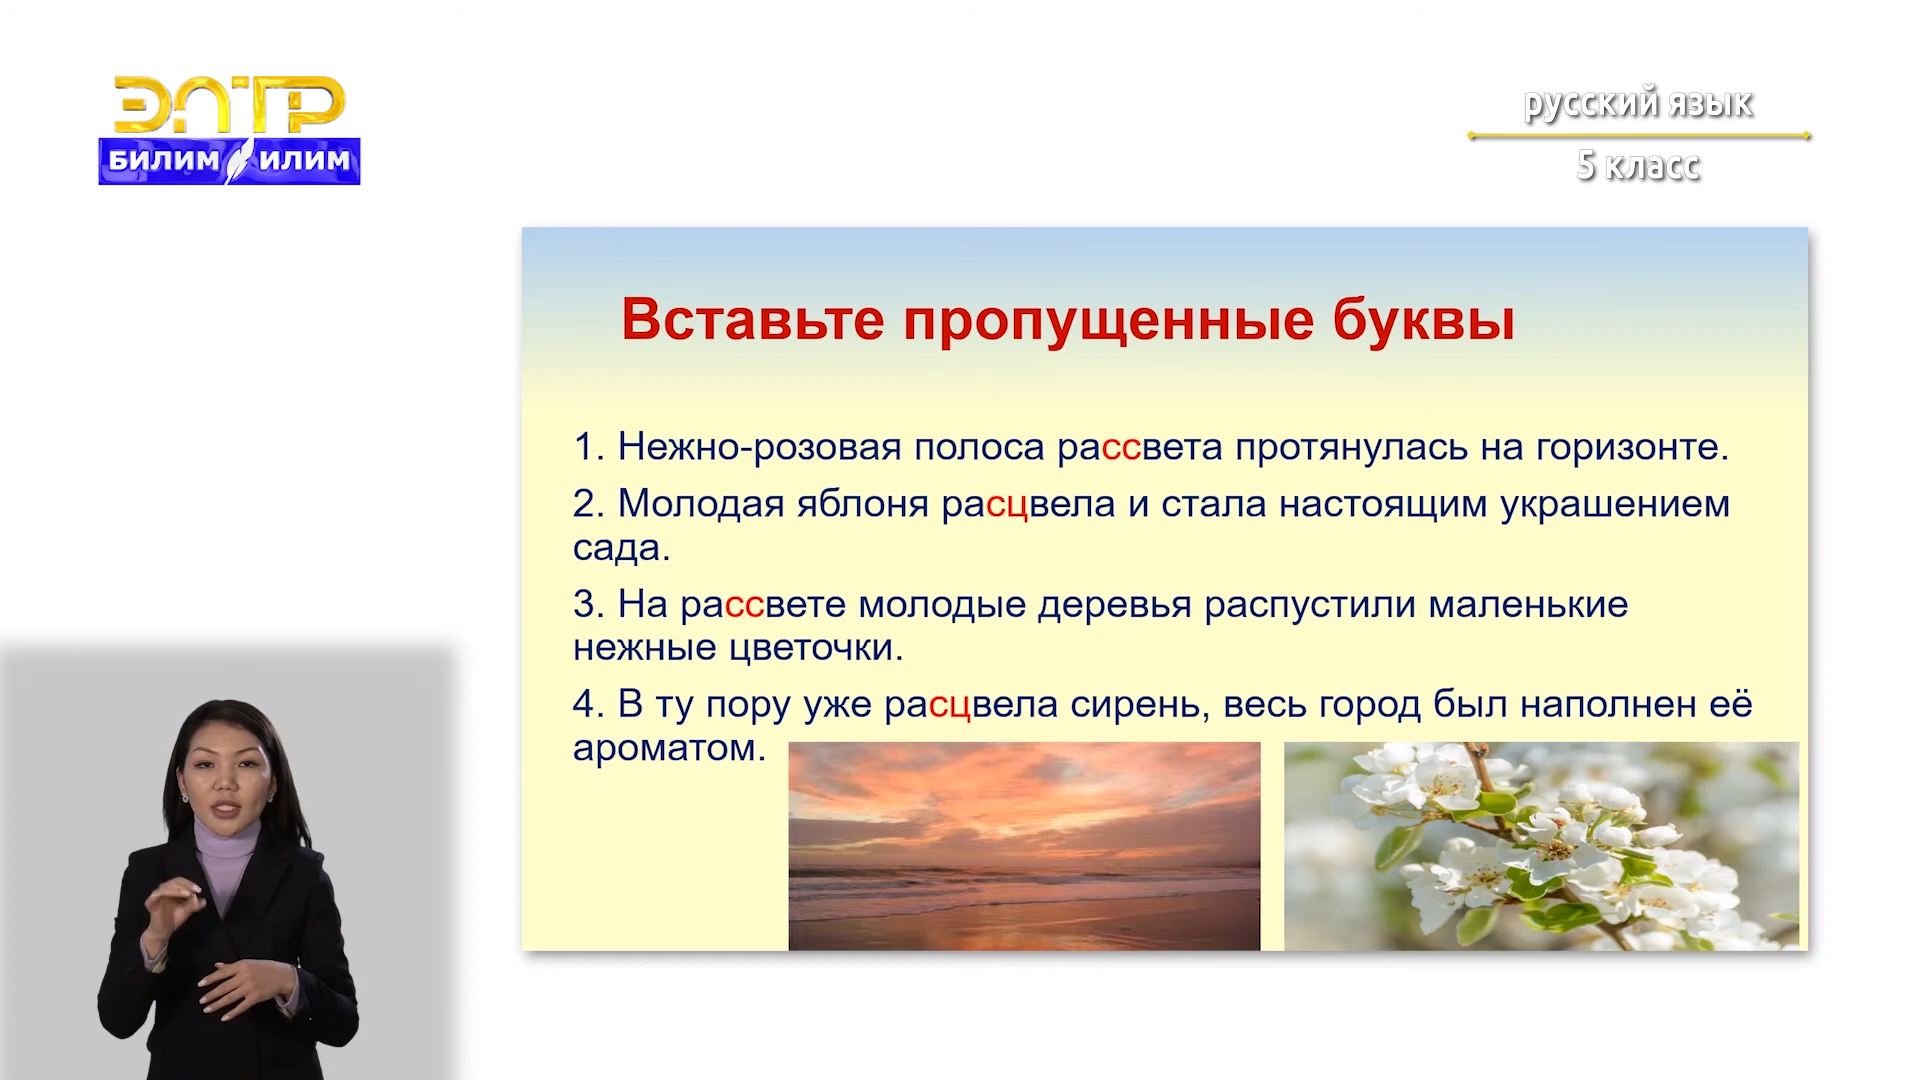 ЭЛТР
БИЛИМ ИЛИМ
русский язык
5 класс
Вставьте пропущенные буквы
1. Нежно-розовая полоса рассвета протянулась на горизонте.
2. Молодая яблоня расцвела и стала настоящим украшением
сада.
3. На рассвете молодые деревья распустили маленькие
нежные цветочки.
4. В ту пору уже расцвела сирень, весь город был наполнен её
ароматом.